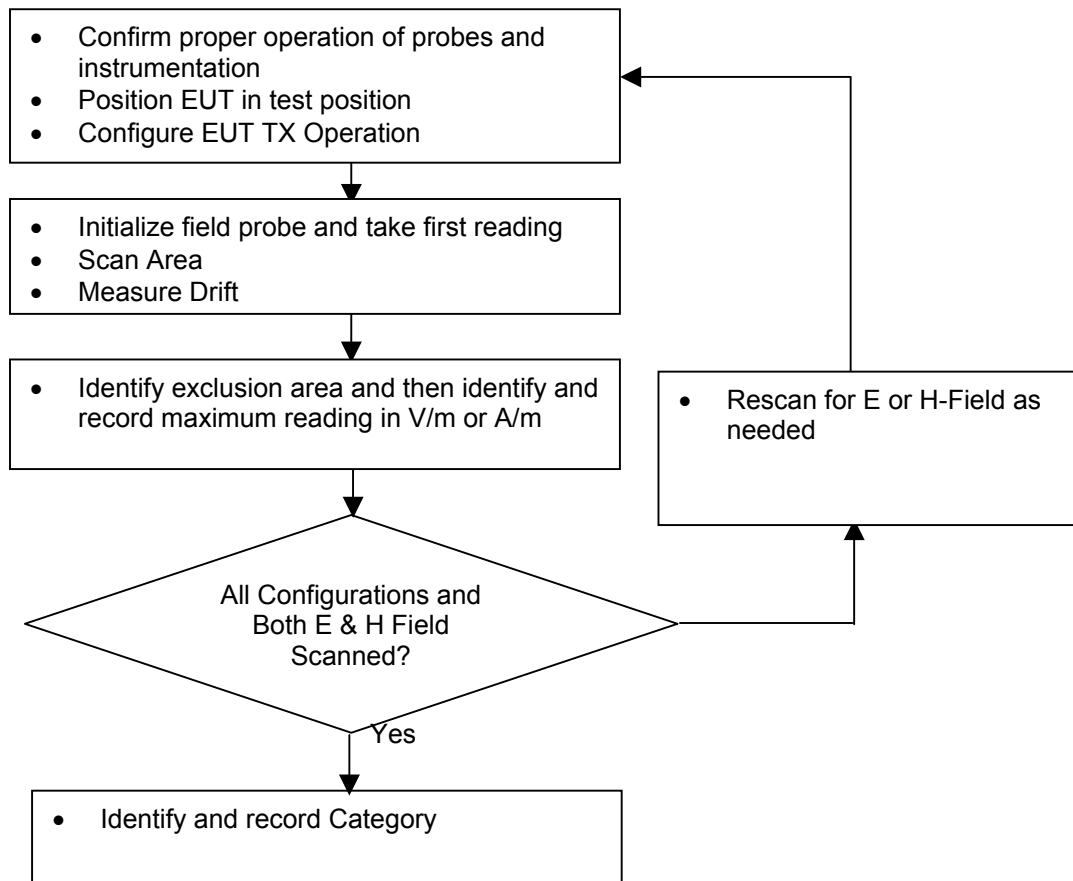 • Confirm proper operation of probes and
instrumentation
• Position EUT in test position
• Configure EUT TX Operation
• Initialize field probe and take first reading
• Scan Area
• Measure Drift
• Identify exclusion area and then identify and
record maximum reading in V/m or A/m
• Rescan for E or H-Field as
needed
All Configurations and
Both E & H Field
Scanned?
Yes
• Identify and record Category